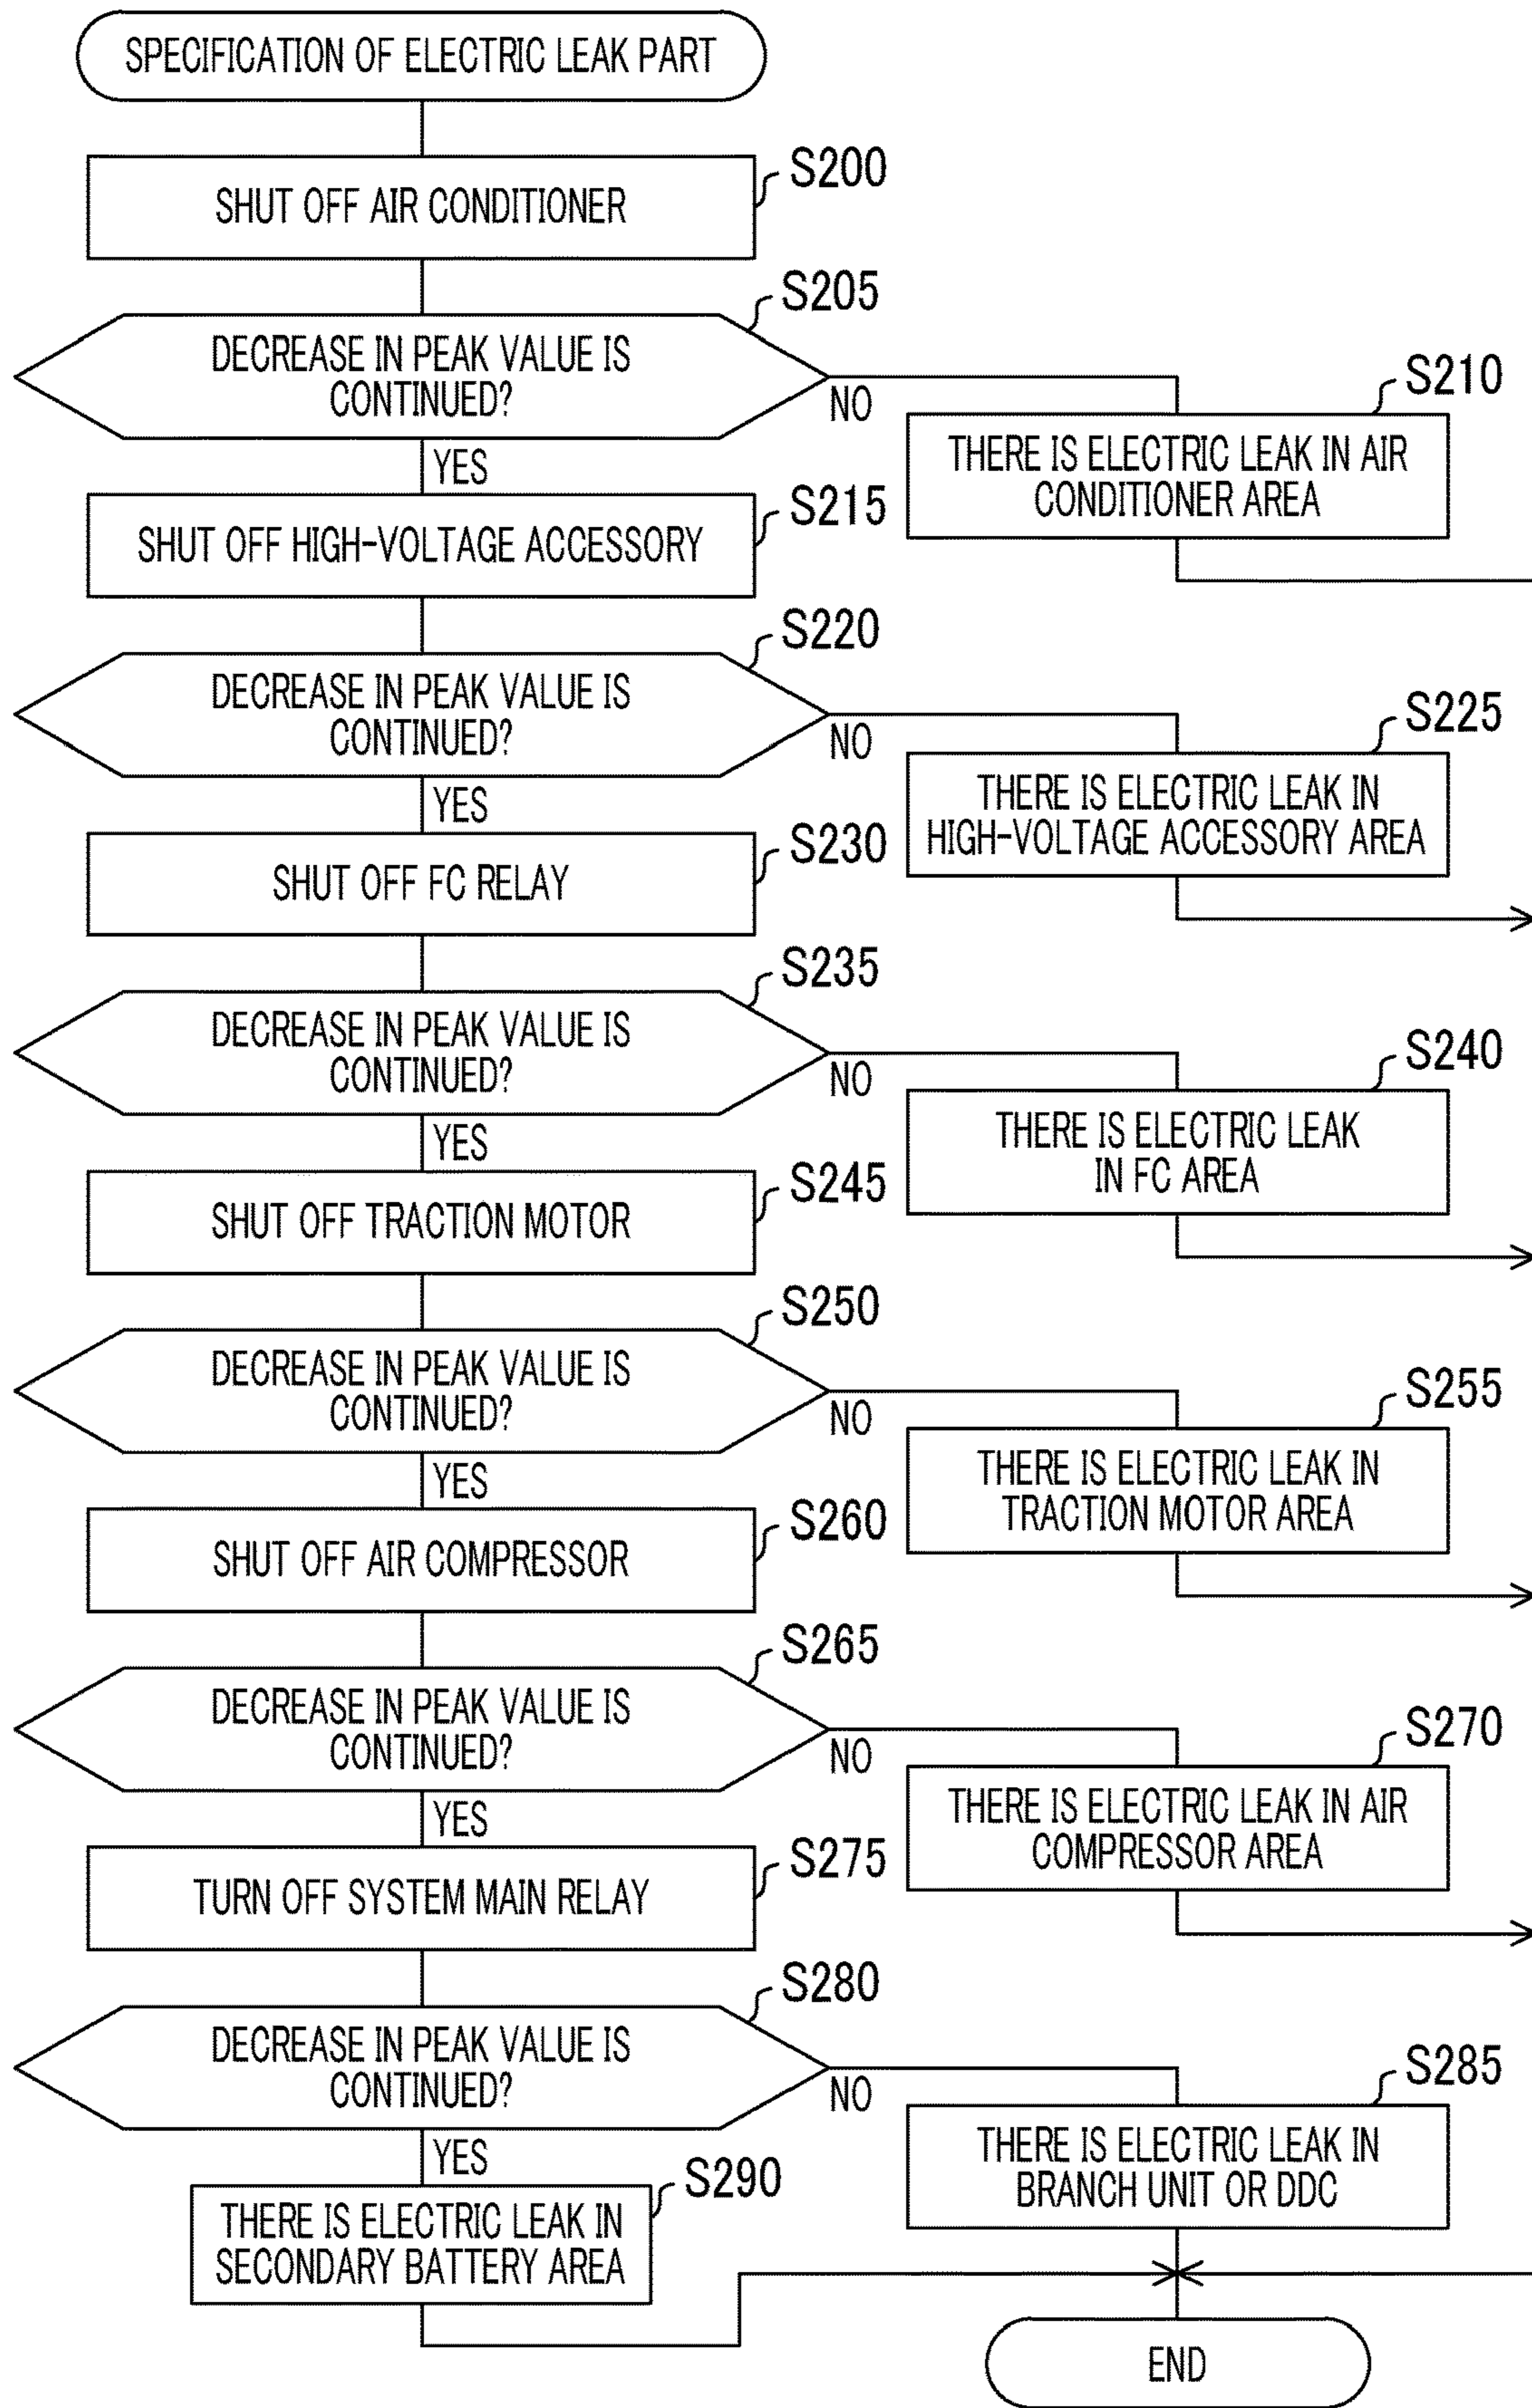 SPECIFICATION OF ELECTRIC LEAK PART
S200
SHUT OFF AIR CONDITIONER
S205
DECREASE IN PEAK VALUE IS
CONTINUED?
NO
YES
S210
THERE IS ELECTRIC LEAK IN AIR
CONDITIONER AREA
S215
SHUT OFF HIGH-VOLTAGE ACCESSORY
S220
DECREASE IN PEAK VALUE IS
CONTINUED?
NO
YES
S225
THERE IS ELECTRIC LEAK IN
HIGH-VOLTAGE ACCESSORY AREA
S230
SHUT OFF FC RELAY
S235
DECREASE IN PEAK VALUE IS
CONTINUED?
NO
YES
S240
THERE IS ELECTRIC LEAK
IN FC AREA
S245
SHUT OFF TRACTION MOTOR
S250
DECREASE IN PEAK VALUE IS
CONTINUED?
NO
YES
S255
THERE IS ELECTRIC LEAK IN
TRACTION MOTOR AREA
S260
SHUT OFF AIR COMPRESSOR
S265
DECREASE IN PEAK VALUE IS
CONTINUED?
NO
YES
S270
THERE IS ELECTRIC LEAK IN AIR
COMPRESSOR AREA
S275
TURN OFF SYSTEM MAIN RELAY
S280
DECREASE IN PEAK VALUE IS
CONTINUED?
NO
YES
S285
THERE IS ELECTRIC LEAK IN
BRANCH UNIT OR DDC
S290
THERE IS ELECTRIC LEAK IN
SECONDARY BATTERY AREA
END